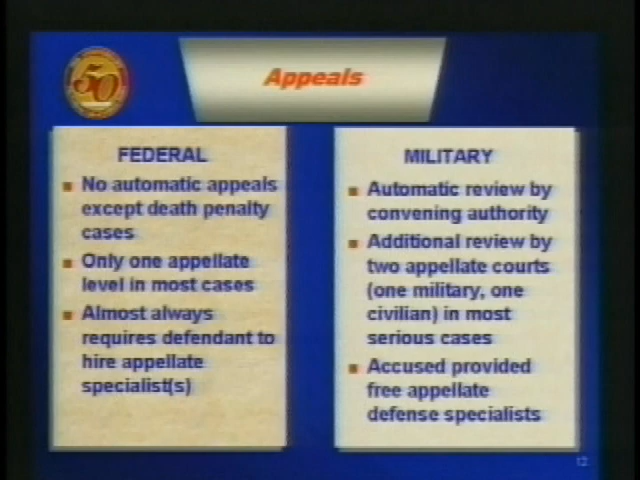 50
Appeals
FEDERAL
■ No automatic appeals
except death penalty
cases
■ Only one appellate
level in most cases
■ Almost always
requires defendant to
hire appellate
specialist(s)
MILITARY
■ Automatic review by
convening authority
■ Additional review by
two appellate courts
(one military, one
civilian) in most
serious cases
■ Accused provided
free appellate
defense specialists
12